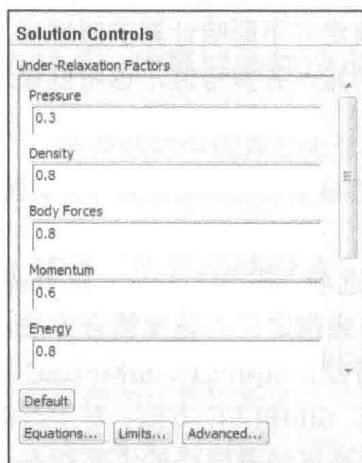 Solution Controls
Under-Relaxation Factors
Pressure
0.3
Density
0.8
Body Forces
0.8
Momentum
0.6
Energy
0.8
Default
Equations... Limits... Advanced...